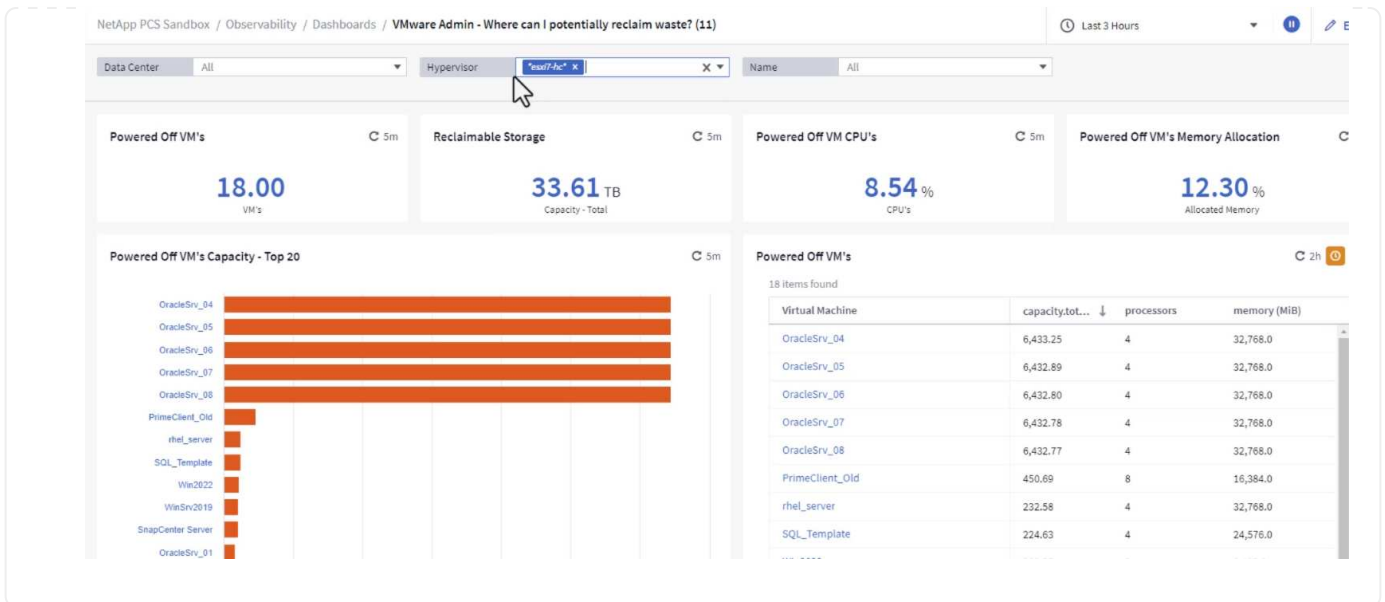 NetApp PCS Sandbox / Observability / Dashboards / VMware Admin - Where can I potentially reclaim waste? (11)
Last 3 Hours
Data Center All
Hypervisor "esxi7-hc" x X
Name All
Powered Off VM's 5m
18.00
VM's
Reclaimable Storage 5m
33.61 TB
Capacity - Total
Powered Off VM CPU's 5m
8.54 %
CPU's
Powered Off VM's Memory Allocation
12.30 %
Allocated Memory
Powered Off VM's Capacity - Top 20 5m
OracleSrv_04
OracleSrv_05
OracleSrv_06
OracleSrv_07
OracleSrv_08
PrimeClient_Old
rhel_server
SQL_Template
Win2022
WinSrv2019
SnapCenter Server
OracleSrv_01
Powered Off VM's 2h
18 items found
Virtual Machine capacity.tot... ↓ processors memory (MiB)
OracleSrv_04 6,433.25 4 32,768.0
OracleSrv_05 6,432.89 4 32,768.0
OracleSrv_06 6,432.80 4 32,768.0
OracleSrv_07 6,432.78 4 32,768.0
OracleSrv_08 6,432.77 4 32,768.0
PrimeClient_Old 450.69 8 16,384.0
rhel_server 232.58 4 32,768.0
SQL_Template 224.63 4 24,576.0